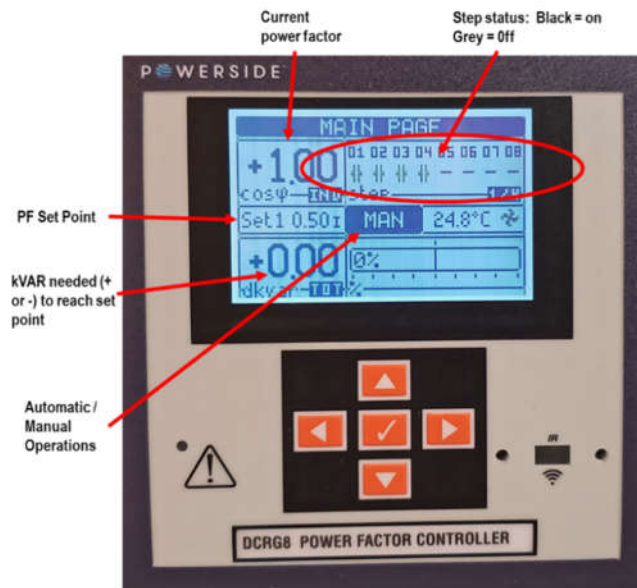 Current
power factor
Step status: Black = on
Grey = 0ff
POWERSIDE
MAIN PAGE
+1.00
01 02 03 04 05 06 07 08
cosφ IND step
PF Set Point
Set1 0.50I MAN 24.8°C
+0.00
0%
kVAR needed (+
or -) to reach set
point
dkvar TOT %
Automatic /
Manual
Operations
IR
DCRG8 POWER FACTOR CONTROLLER